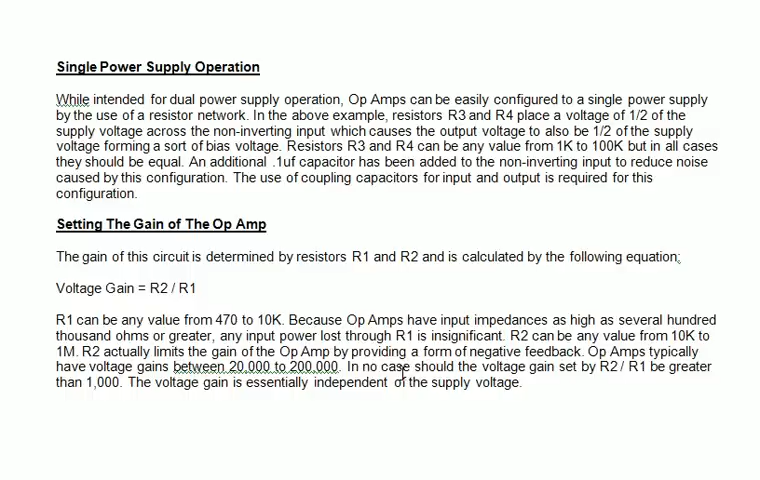 Single Power Supply Operation
While intended for dual power supply operation, Op Amps can be easily configured to a single power supply
by the use of a resistor network. In the above example, resistors R3 and R4 place a voltage of 1/2 of the
supply voltage across the non-inverting input which causes the output voltage to also be 1/2 of the supply
voltage forming a sort of bias voltage. Resistors R3 and R4 can be any value from 1K to 100K but in all cases
they should be equal. An additional .1uf capacitor has been added to the non-inverting input to reduce noise
caused by this configuration. The use of coupling capacitors for input and output is required for this
configuration.
Setting The Gain of The Op Amp
The gain of this circuit is determined by resistors R1 and R2 and is calculated by the following equation;
Voltage Gain = R2 / R1
R1 can be any value from 470 to 10K. Because Op Amps have input impedances as high as several hundred
thousand ohms or greater, any input power lost through R1 is insignificant. R2 can be any value from 10K to
1M. R2 actually limits the gain of the Op Amp by providing a form of negative feedback. Op Amps typically
have voltage gains between 20,000 to 200,000. In no case should the voltage gain set by R2 / R1 be greater
than 1,000. The voltage gain is essentially independent of the supply voltage.